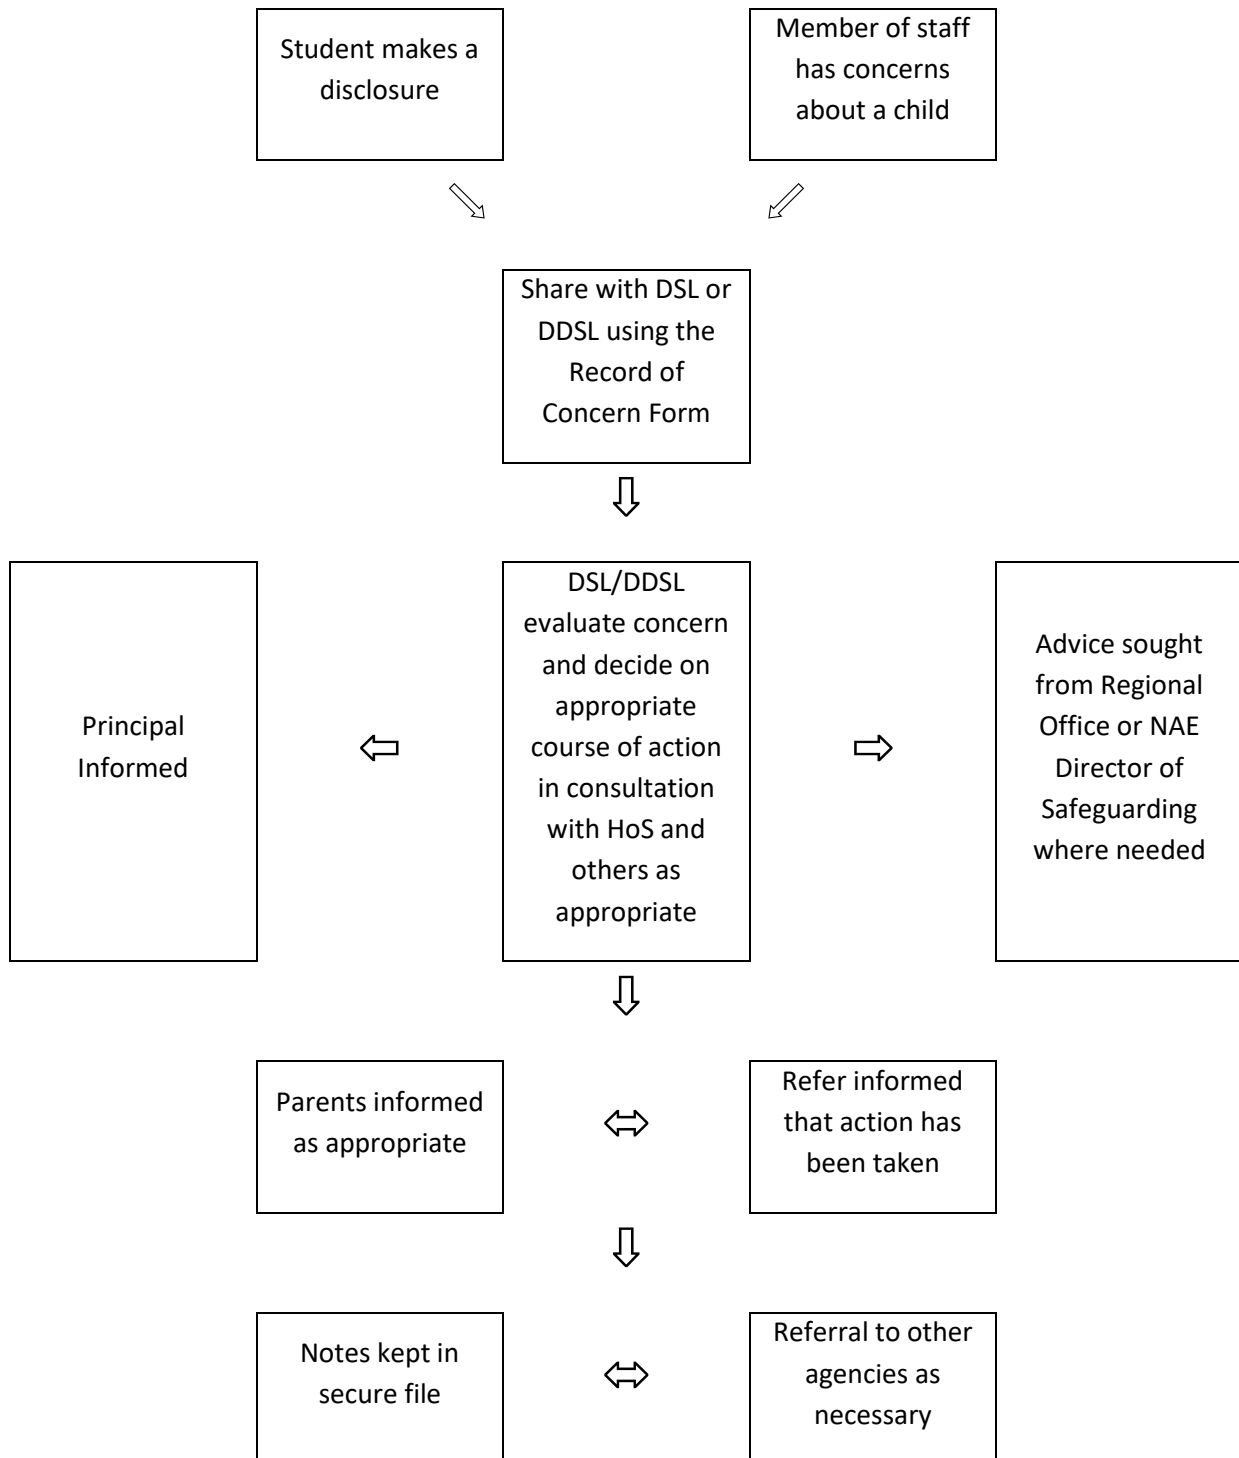 Student makes a
disclosure
Member of staff
has concerns
about a child
Share with DSL or
DDSL using the
Record of
Concern Form
Principal
Informed
DSL/DDSL
evaluate concern
and decide on
appropriate
course of action
in consultation
with HoS and
others as
appropriate
Advice sought
from Regional
Office or NAE
Director of
Safeguarding
where needed
Parents informed
as appropriate
Refer informed
that action has
been taken
Notes kept in
secure file
Referral to other
agencies as
necessary